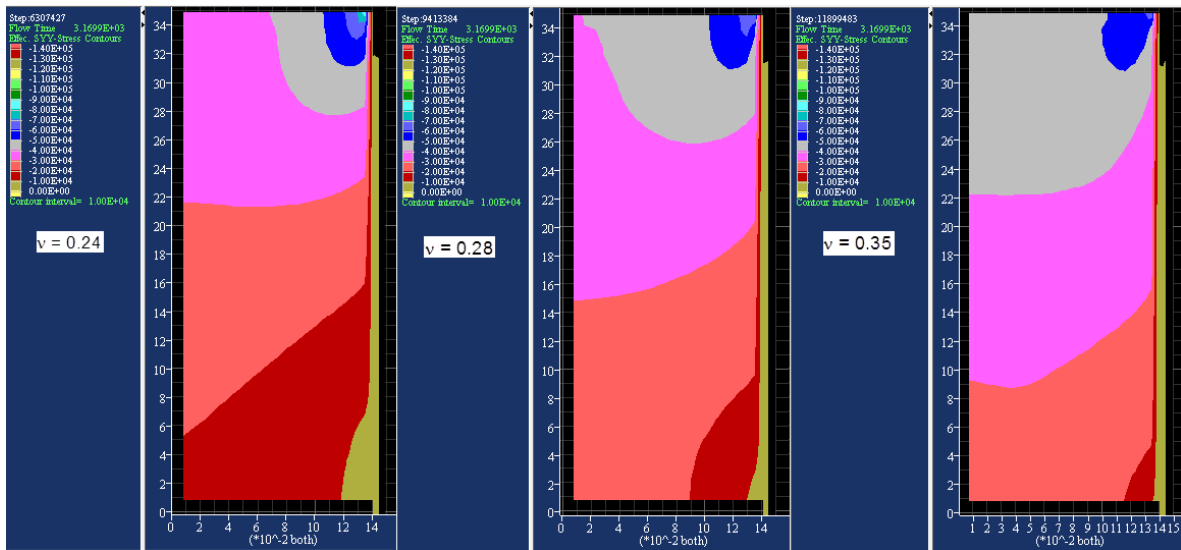 Step:6307427
Flow Time 3.1699E+03
Effec. SYY-Stress Contours
-1.40E+05
-1.30E+05
-1.20E+05
-1.10E+05
-1.00E+05
-9.00E+04
-8.00E+04
-7.00E+04
-6.00E+04
-5.00E+04
-4.00E+04
-3.00E+04
-2.00E+04
-1.00E+04
0.00E+00
Contour interval= 1.00E+04
ν = 0.24
34
32
30
28
26
24
22
20
18
16
14
12
10
8
6
4
2
0
0 2 4 6 8 10 12 14
(*10^-2 both)
Step:9413384
Flow Time 3.1699E+03
Effec. SYY-Stress Contours
-1.40E+05
-1.30E+05
-1.20E+05
-1.10E+05
-1.00E+05
-9.00E+04
-8.00E+04
-7.00E+04
-6.00E+04
-5.00E+04
-4.00E+04
-3.00E+04
-2.00E+04
-1.00E+04
0.00E+00
Contour interval= 1.00E+04
ν = 0.28
34
32
30
28
26
24
22
20
18
16
14
12
10
8
6
4
2
0
0 2 4 6 8 10 12 14
(*10^-2 both)
Step:11899483
Flow Time 3.1699E+03
Effec. SYY-Stress Contours
-1.40E+05
-1.30E+05
-1.20E+05
-1.10E+05
-1.00E+05
-9.00E+04
-8.00E+04
-7.00E+04
-6.00E+04
-5.00E+04
-4.00E+04
-3.00E+04
-2.00E+04
-1.00E+04
0.00E+00
Contour interval= 1.00E+04
ν = 0.35
34
32
30
28
26
24
22
20
18
16
14
12
10
8
6
4
2
0
1 2 3 4 5 6 7 8 9 10 11 12 13 14 15
(*10^-2 both)